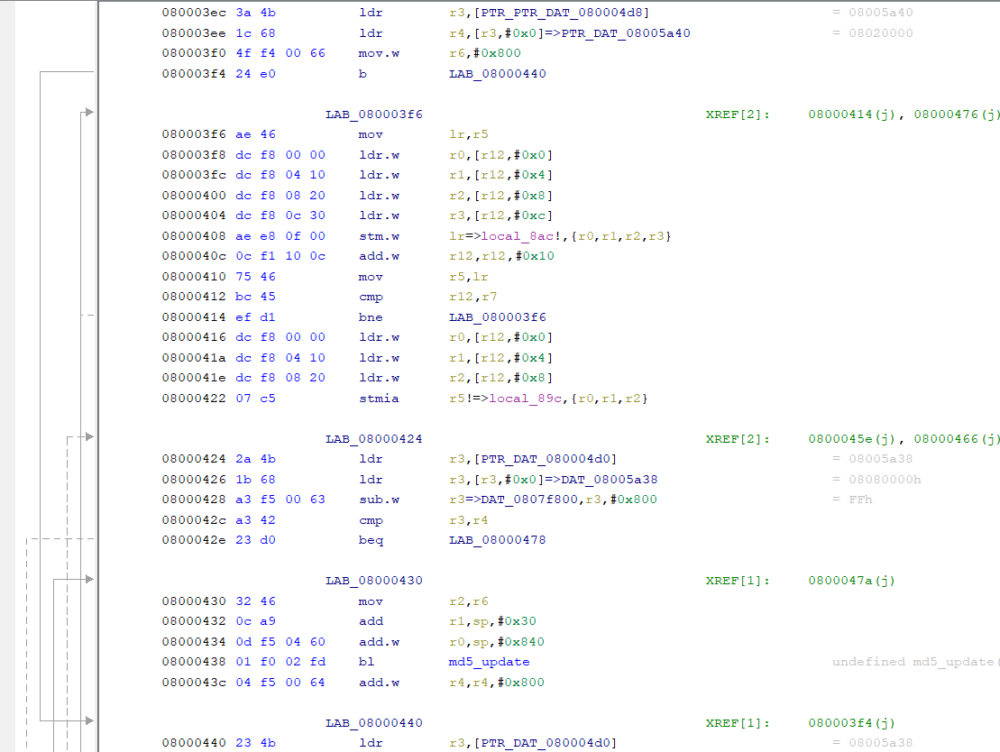 080003ec 3a 4b ldr r3,[PTR_PTR_DAT_080004d8] = 08005a40
080003ee 1c 68 ldr r4,[r3,#0x0]=>PTR_DAT_08005a40 = 08020000
080003f0 4f f4 00 66 mov.w r6,#0x800
080003f4 24 e0 b LAB_08000440
LAB_080003f6 XREF[2]: 08000414(j), 08000476(j)
080003f6 ae 46 mov lr,r5
080003f8 dc f8 00 00 ldr.w r0,[r12,#0x0]
080003fc dc f8 04 10 ldr.w r1,[r12,#0x4]
08000400 dc f8 08 20 ldr.w r2,[r12,#0x8]
08000404 dc f8 0c 30 ldr.w r3,[r12,#0xc]
08000408 ae e8 0f 00 stm.w lr=>local_8ac!,{r0,r1,r2,r3}
0800040c 0c f1 10 0c add.w r12,r12,#0x10
08000410 75 46 mov r5,lr
08000412 bc 45 cmp r12,r7
08000414 ef d1 bne LAB_080003f6
08000416 dc f8 00 00 ldr.w r0,[r12,#0x0]
0800041a dc f8 04 10 ldr.w r1,[r12,#0x4]
0800041e dc f8 08 20 ldr.w r2,[r12,#0x8]
08000422 07 c5 stmia r5!=>local_89c,{r0,r1,r2}
LAB_08000424 XREF[2]: 0800045e(j), 08000466(j)
08000424 2a 4b ldr r3,[PTR_DAT_080004d0] = 08005a38
08000426 1b 68 ldr r3,[r3,#0x0]=>DAT_08005a38 = 08080000h
08000428 a3 f5 00 63 sub.w r3=>DAT_0807f800,r3,#0x800 = FFh
0800042c a3 42 cmp r3,r4
0800042e 23 d0 beq LAB_08000478
LAB_08000430 XREF[1]: 0800047a(j)
08000430 32 46 mov r2,r6
08000432 0c a9 add r1,sp,#0x30
08000434 0d f5 04 60 add.w r0,sp,#0x840
08000438 01 f0 02 fd bl md5_update undefined md5_update(
0800043c 04 f5 00 64 add.w r4,r4,#0x800
LAB_08000440 XREF[1]: 080003f4(j)
08000440 23 4b ldr r3,[PTR_DAT_080004d0] = 08005a38